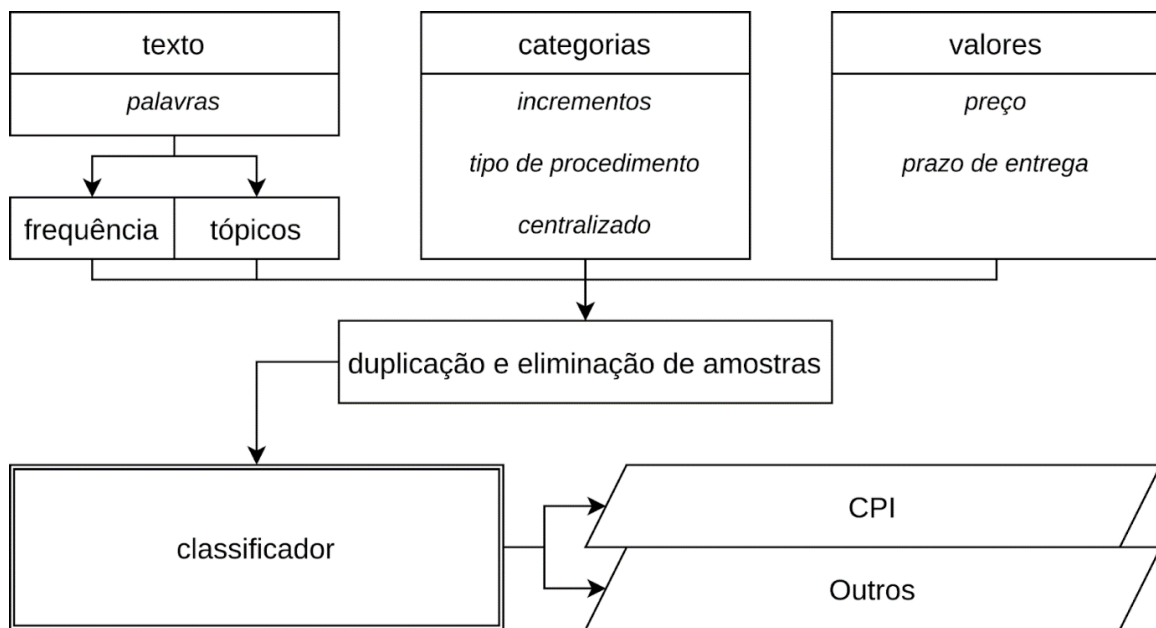 texto
palavras
frequência
tópicos
categorias
incrementos
tipo de procedimento
centralizado
valores
preço
prazo de entrega
duplicação e eliminação de amostras
classificador
CPI
Outros